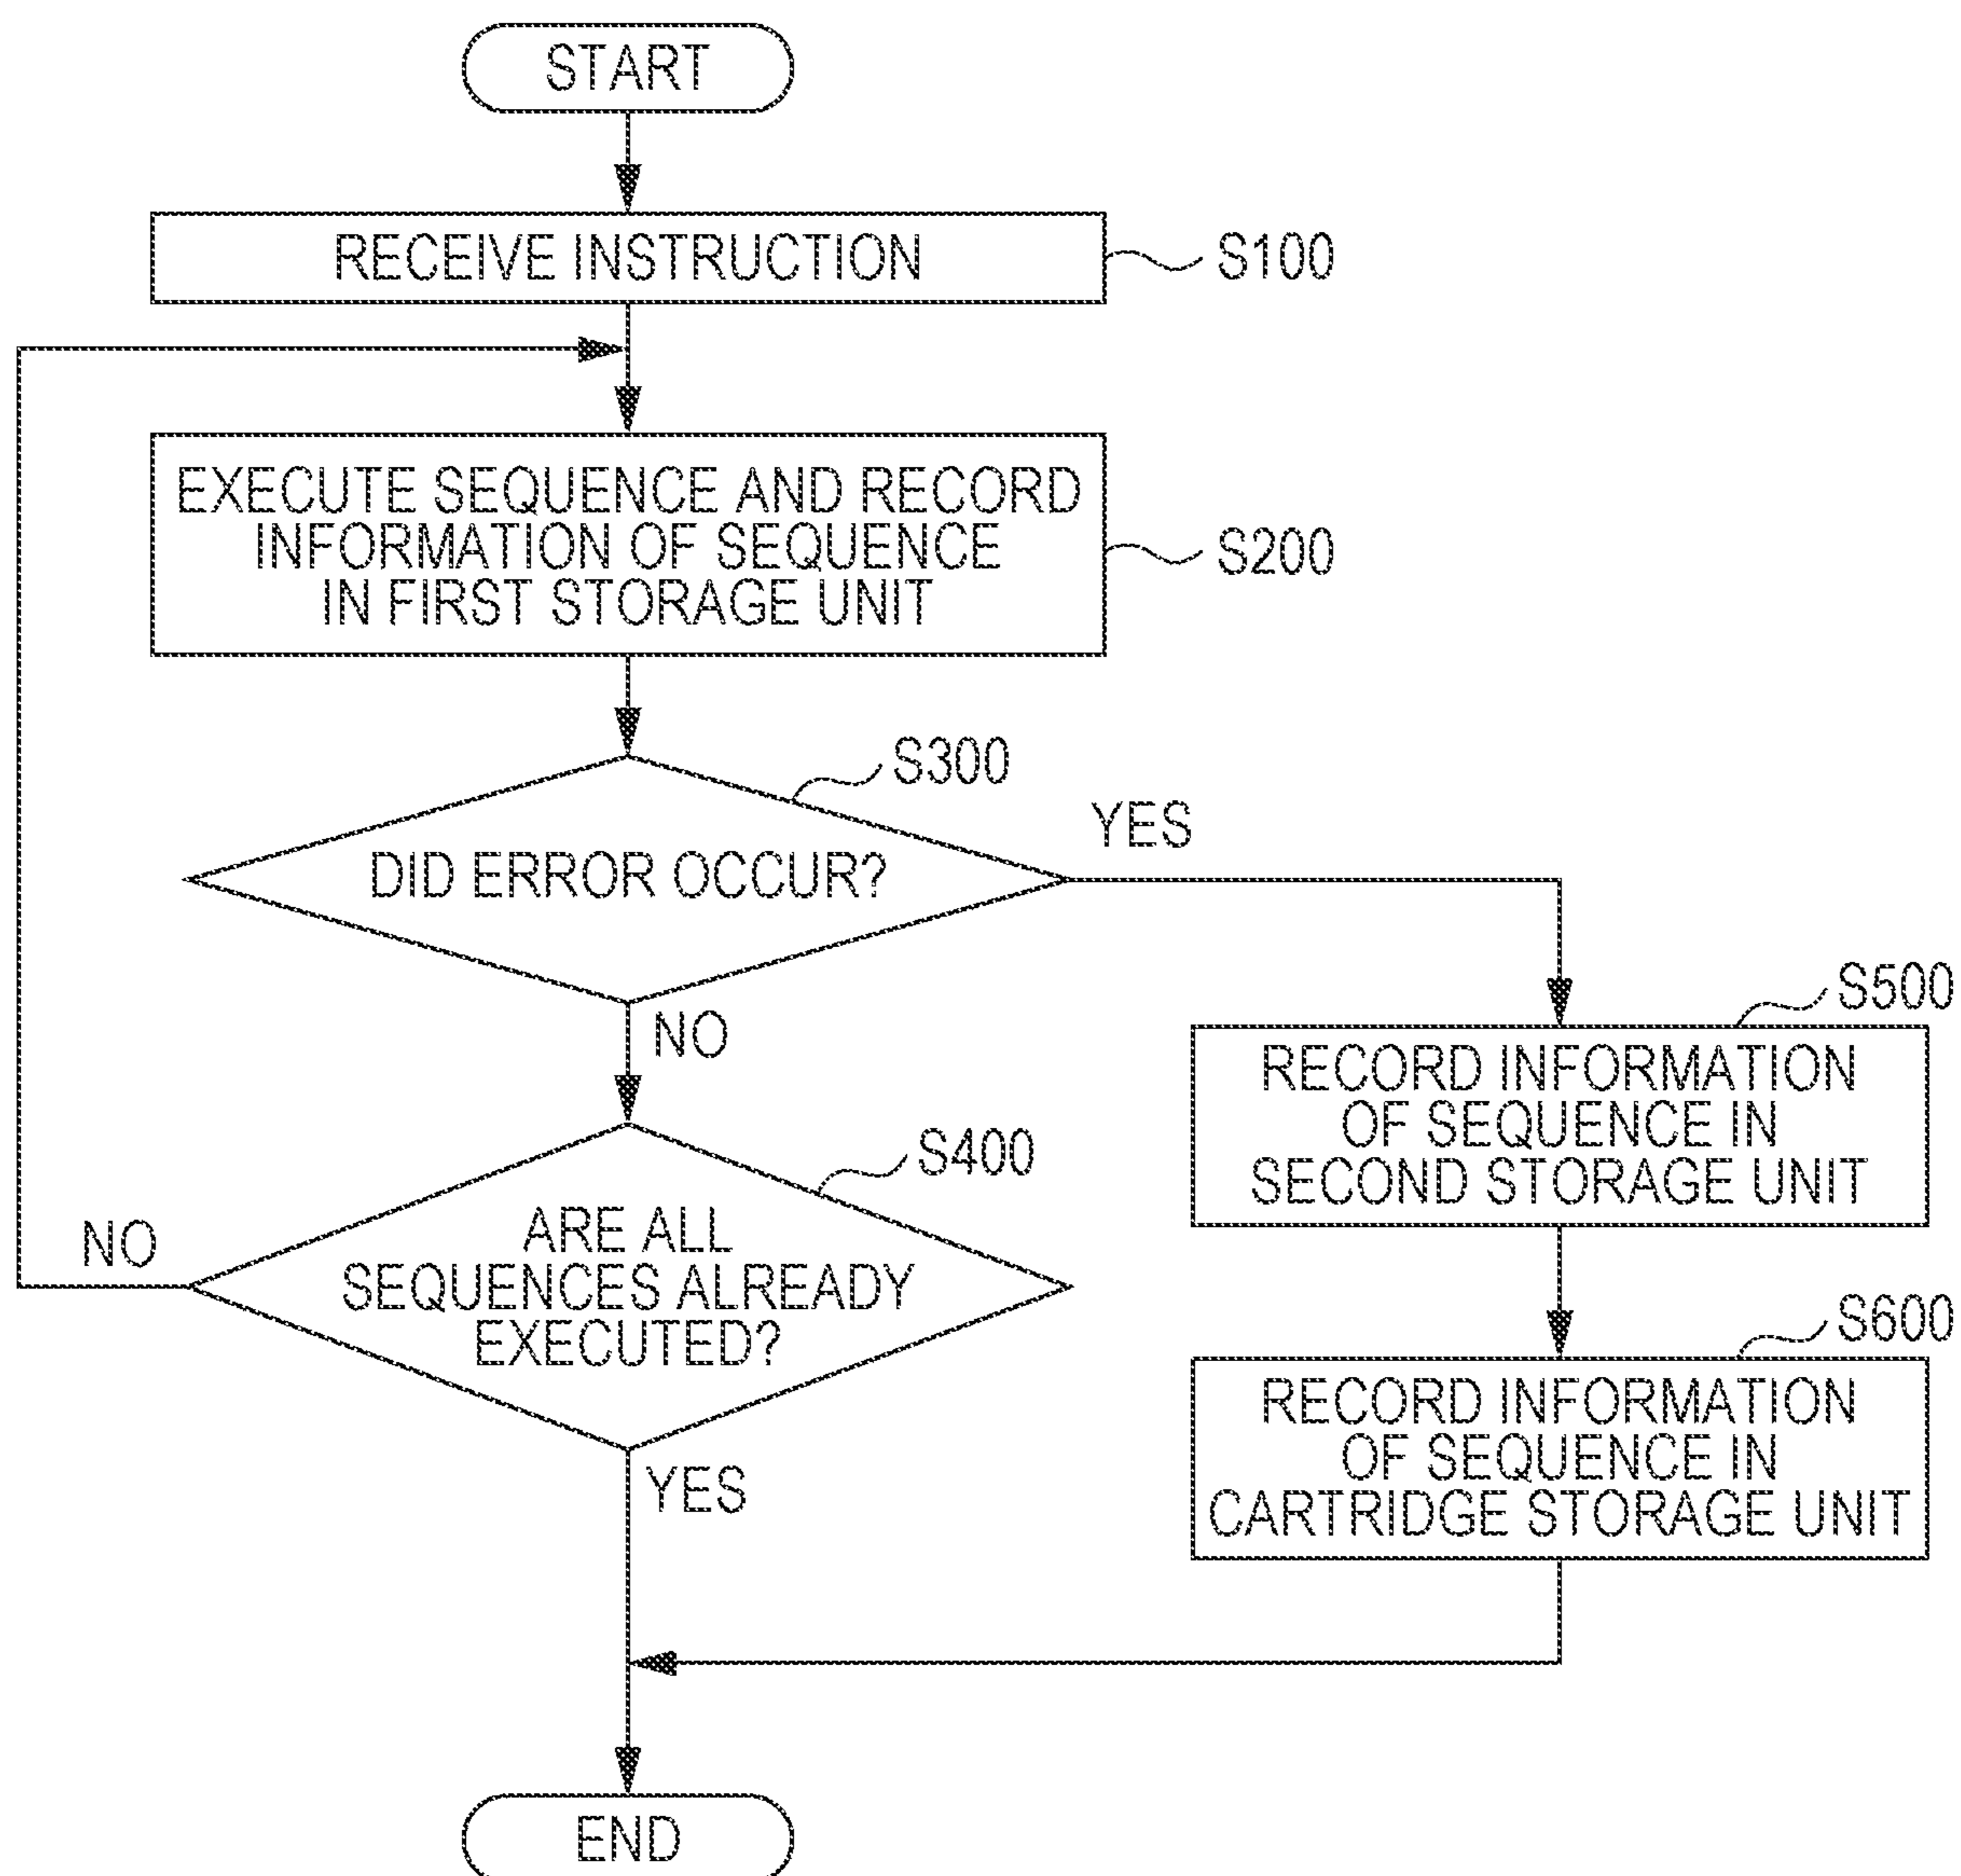 START
RECEIVE INSTRUCTION
S100
EXECUTE SEQUENCE AND RECORD
INFORMATION OF SEQUENCE
IN FIRST STORAGE UNIT
S200
S300
DID ERROR OCCUR?
YES
NO
S400
ARE ALL
SEQUENCES ALREADY
EXECUTED?
NO
YES
S500
RECORD INFORMATION
OF SEQUENCE IN
SECOND STORAGE UNIT
S600
RECORD INFORMATION
OF SEQUENCE IN
CARTRIDGE STORAGE UNIT
END